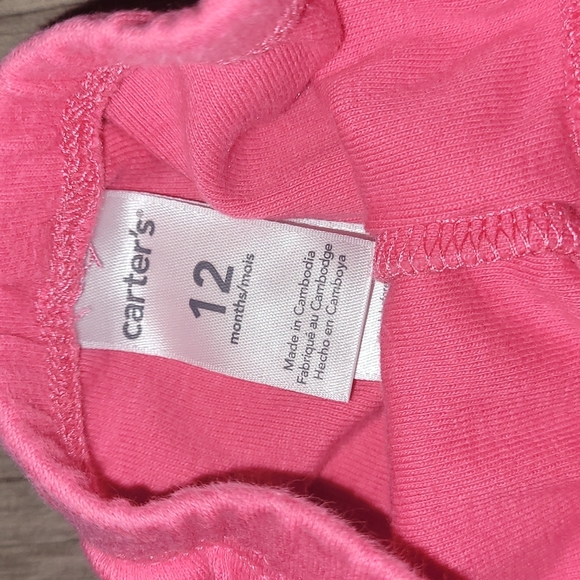 carter's®
12
months/mois
Made in Cambodia
Fabriqué au Cambodge
Hecho en Camboya